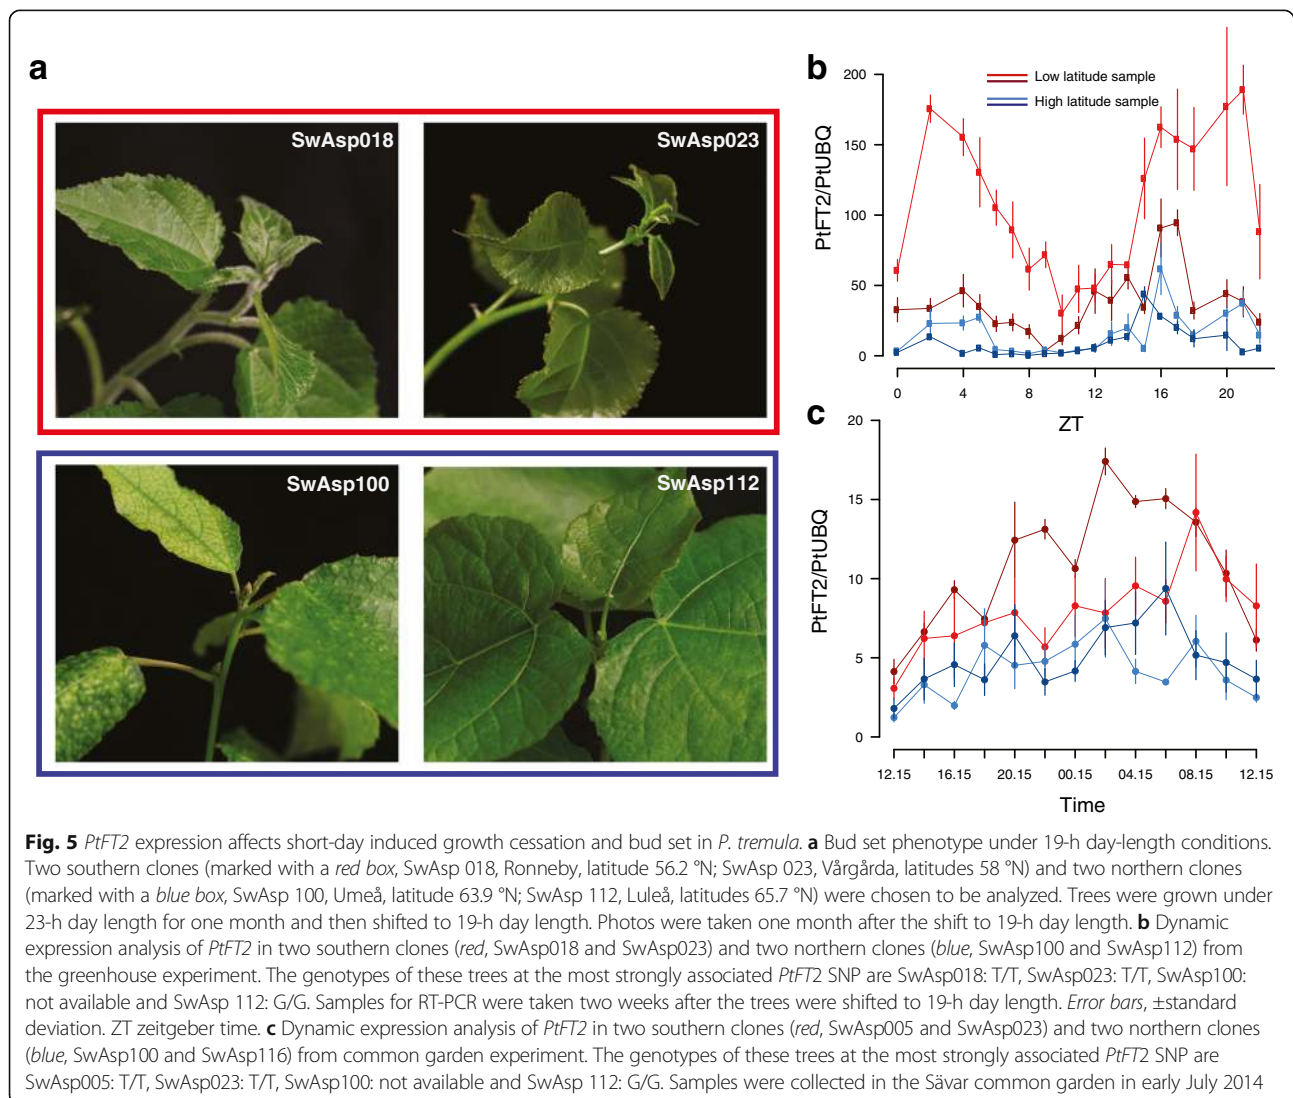 a
SwAsp018
SwAsp023
SwAsp100
SwAsp112
b
Low latitude sample
High latitude sample
PtFT2/PtUBQ
200
150
100
50
0
0 4 8 12 16 20
ZT
c
PtFT2/PtUBQ
20
15
10
5
0
12.15 16.15 20.15 00.15 04.15 08.15 12.15
Time
Fig. 5 PtFT2 expression affects short-day induced growth cessation and bud set in P. tremula. a Bud set phenotype under 19-h day-length conditions.
Two southern clones (marked with a red box, SwAsp 018, Ronneby, latitude 56.2 °N; SwAsp 023, Vårgårda, latitudes 58 °N) and two northern clones
(marked with a blue box, SwAsp 100, Umeå, latitude 63.9 °N; SwAsp 112, Luleå, latitudes 65.7 °N) were chosen to be analyzed. Trees were grown under
23-h day length for one month and then shifted to 19-h day length. Photos were taken one month after the shift to 19-h day length. b Dynamic
expression analysis of PtFT2 in two southern clones (red, SwAsp018 and SwAsp023) and two northern clones (blue, SwAsp100 and SwAsp112) from
the greenhouse experiment. The genotypes of these trees at the most strongly associated PtFT2 SNP are SwAsp018: T/T, SwAsp023: T/T, SwAsp100:
not available and SwAsp 112: G/G. Samples for RT-PCR were taken two weeks after the trees were shifted to 19-h day length. Error bars, ±standard
deviation. ZT zeitgeber time. c Dynamic expression analysis of PtFT2 in two southern clones (red, SwAsp005 and SwAsp023) and two northern clones
(blue, SwAsp100 and SwAsp116) from common garden experiment. The genotypes of these trees at the most strongly associated PtFT2 SNP are
SwAsp005: T/T, SwAsp023: T/T, SwAsp100: not available and SwAsp 112: G/G. Samples were collected in the Sävar common garden in early July 2014